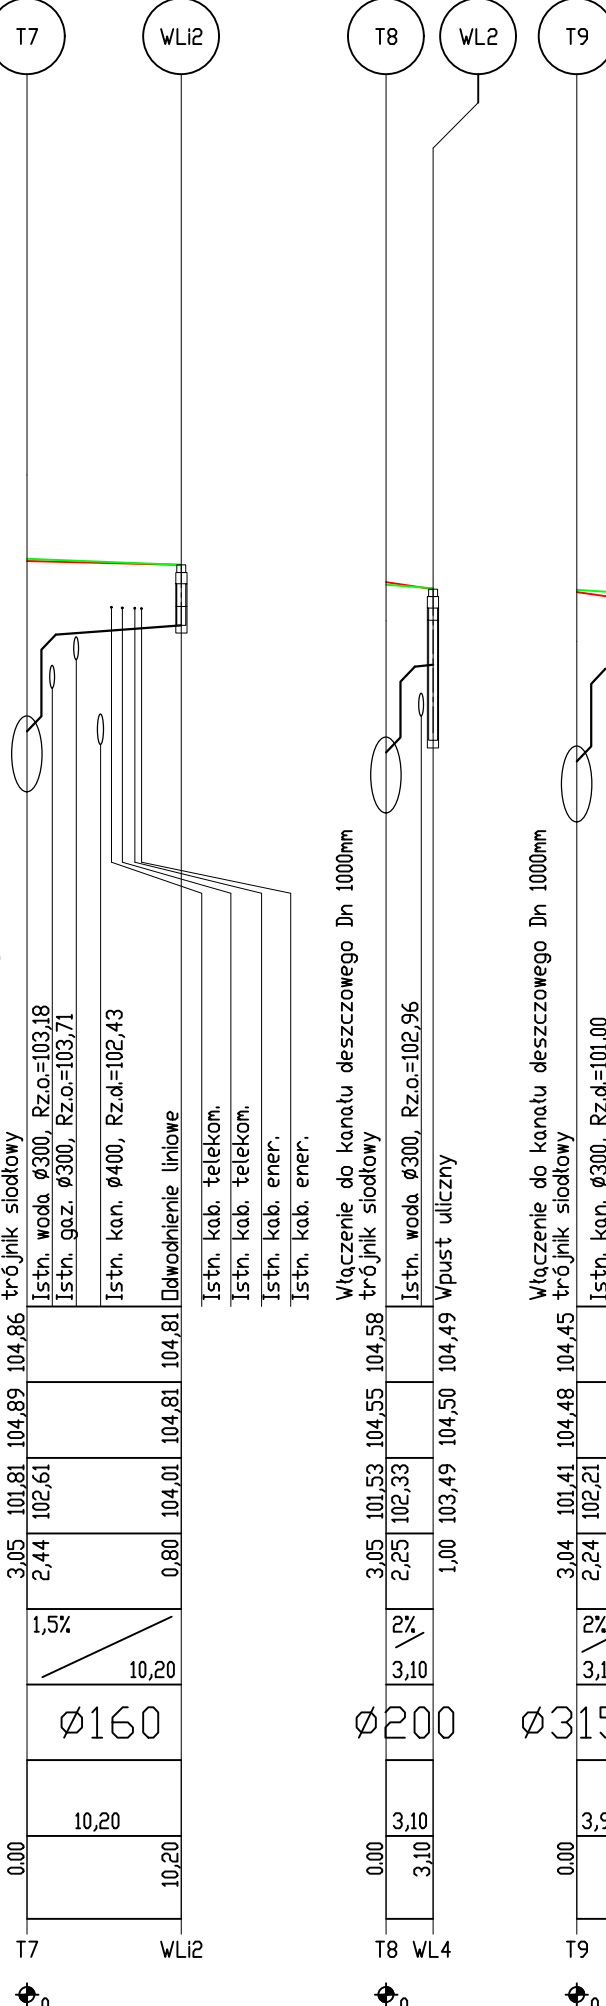 T7
WLi2
T8
WL2
T9
trójnik siodłowy
Istn. woda ø300, Rz.o.=103,18
Istn. gaz. ø300, Rz.o.=103,71
Istn. kan. ø400, Rz.d.=102,43
Odwodnienie liniowe
Istn. kab. telekom.
Istn. kab. telekom.
Istn. kab. ener.
Istn. kab. ener.
Włączenie do kanału deszczowego Dn 1000mm
trójnik siodłowy
Istn. woda ø300, Rz.o.=102,96
Wpust uliczny
Włączenie do kanału deszczowego Dn 1000mm
trójnik siodłowy
Istn. kan. ø300, Rz.d.=101.00
104,86
104,81
104,58
104,49
104,45
104,89
104,81
104,55
104,50
104,48
101,81
102,61
104,01
101,53
102,33
103,49
101,41
102,21
3,05
2,44
0,80
3,05
2,25
1,00
3,04
2,24
1,5%
10,20
2%
3,10
2%
3,1
ø160
ø200
ø315
10,20
3,10
3,9
0.00
10,20
0.00
3,10
0.00
T7
WLi2
T8
WL4
T9